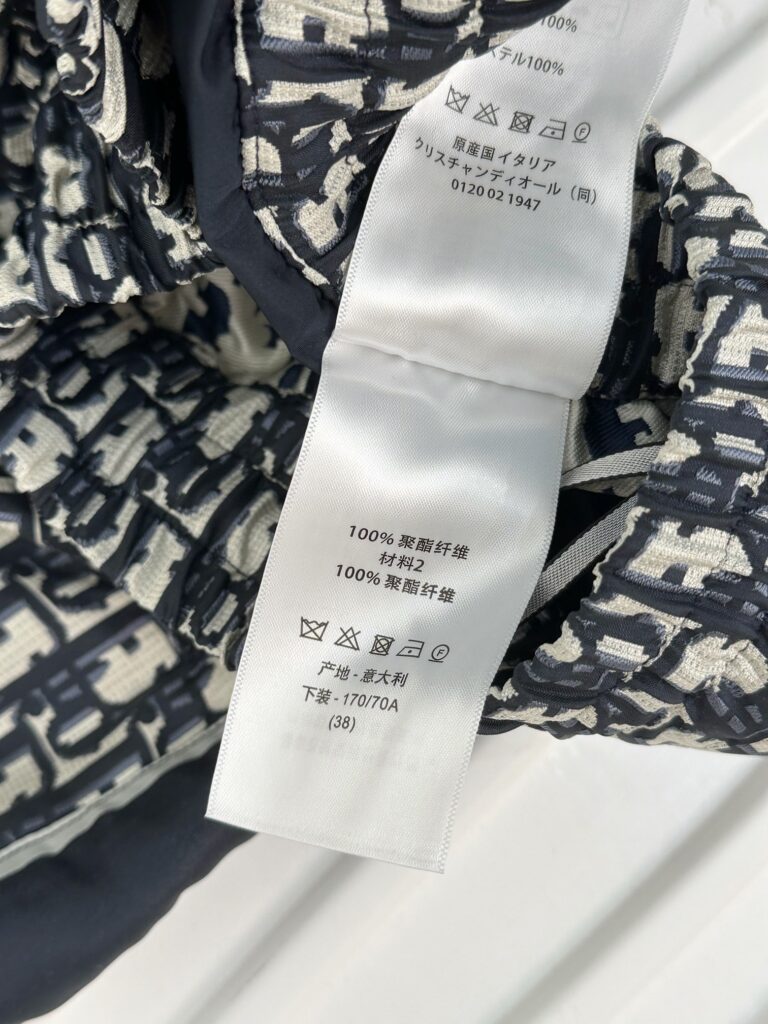 100%
ステル100%
原産国イタリア
クリスチャンディオール（同）
0120 02 1947
100% 聚酯纤维
材料2
100% 聚酯纤维
产地 - 意大利
下装 - 170/70A
(38)